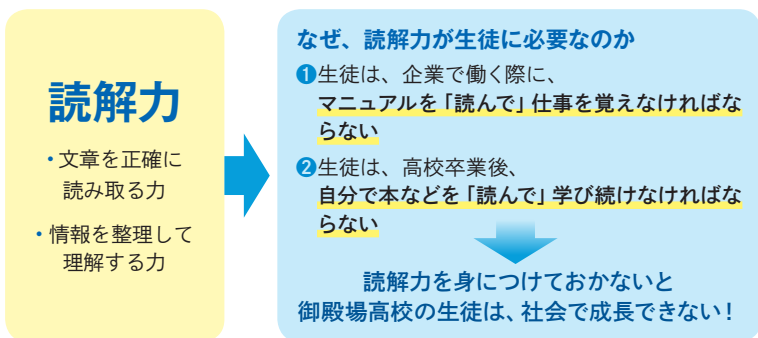 読解力
・文章を正確に
読み取る力
・情報を整理して
理解する力
なぜ、読解力が生徒に必要なのか
❶生徒は、企業で働く際に、
マニュアルを「読んで」仕事を覚えなければな
らない
❷生徒は、高校卒業後、
自分で本などを「読んで」学び続けなければな
らない
読解力を身につけておかないと
御殿場高校の生徒は、社会で成長できない！